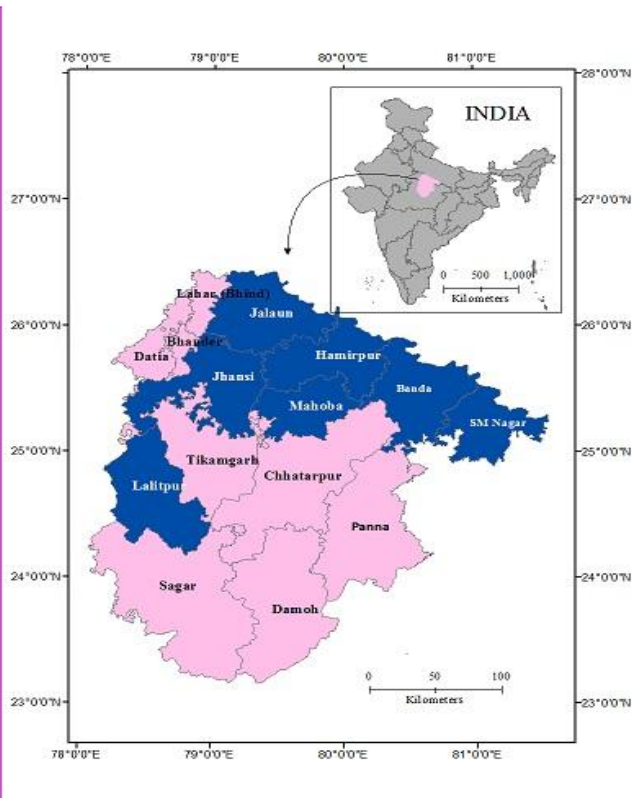 78°0'0"E 79°0'0"E 80°0'0"E 81°0'0"E
28°0'0"N
INDIA
27°0'0"N 27°0'0"N
0 500 1,000
Kilometers
Lahar (Bhind)
Jalaun
26°0'0"N 26°0'0"N
Bhander
Datia
Hamirpur
Jhansi
Banda
Mahoba
SM Nagar
25°0'0"N 25°0'0"N
Tikamgarh
Chhatarpur
Lalitpur
Panna
24°0'0"N 24°0'0"N
Sagar
Damoh
0 50 100
Kilometers
23°0'0"N 23°0'0"N
78°0'0"E 79°0'0"E 80°0'0"E 81°0'0"E